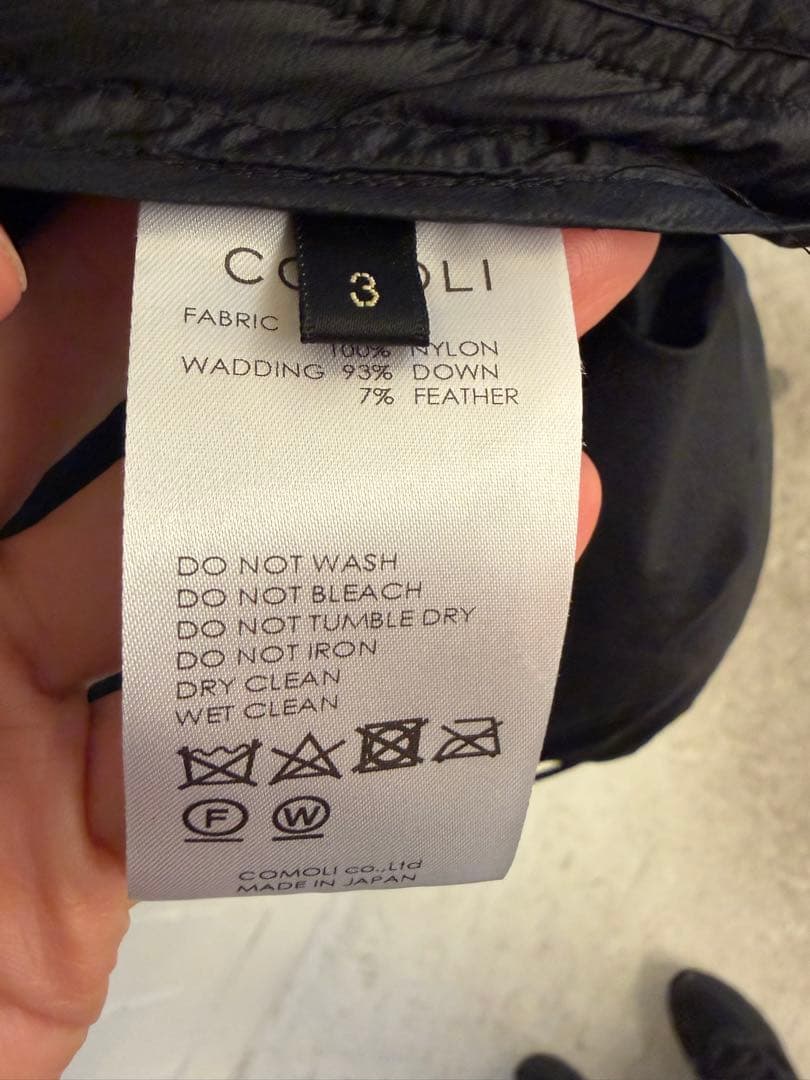 COMOLI
3
FABRIC
100% NYLON
WADDING 93% DOWN
7% FEATHER
DO NOT WASH
DO NOT BLEACH
DO NOT TUMBLE DRY
DO NOT IRON
DRY CLEAN
WET CLEAN
F W
COMOLI co.,Ltd
MADE IN JAPAN